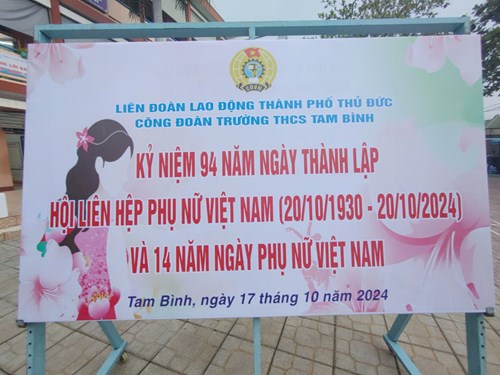 LIÊN ĐOÀN LAO ĐỘNG THÀNH PHỐ THỦ ĐỨC
CÔNG ĐOÀN TRƯỜNG THCS TAM BÌNH
KỶ NIỆM 94 NĂM NGÀY THÀNH LẬP
HỘI LIÊN HỆP PHỤ NỮ VIỆT NAM (20/10/1930 - 20/10/2024)
VÀ 14 NĂM NGÀY PHỤ NỮ VIỆT NAM
Tam Bình, ngày 17 tháng 10 năm 2024